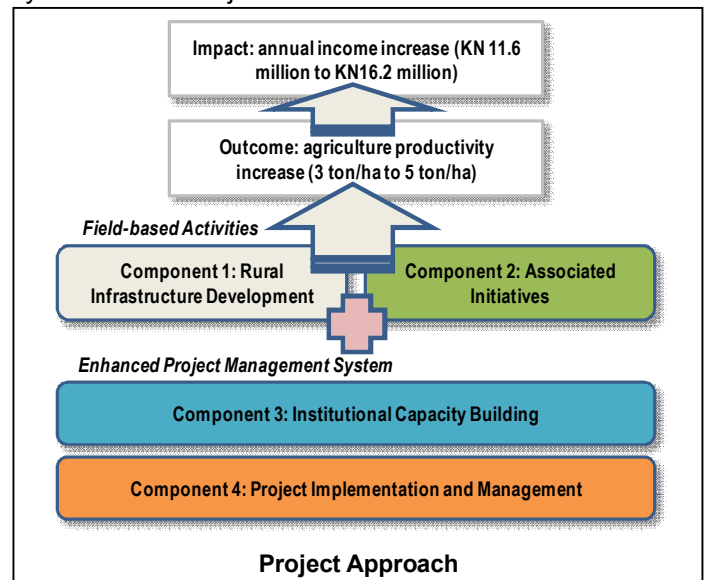 Impact: annual income increase (KN 11.6
million to KN16.2 million)
Outcome: agriculture productivity
increase (3 ton/ha to 5 ton/ha)
Field-based Activities
Component 1: Rural
Infrastructure Development
Component 2: Associated
Initiatives
Enhanced Project Management System
Component 3: Institutional Capacity Building
Component 4: Project Implementation and Management
Project Approach